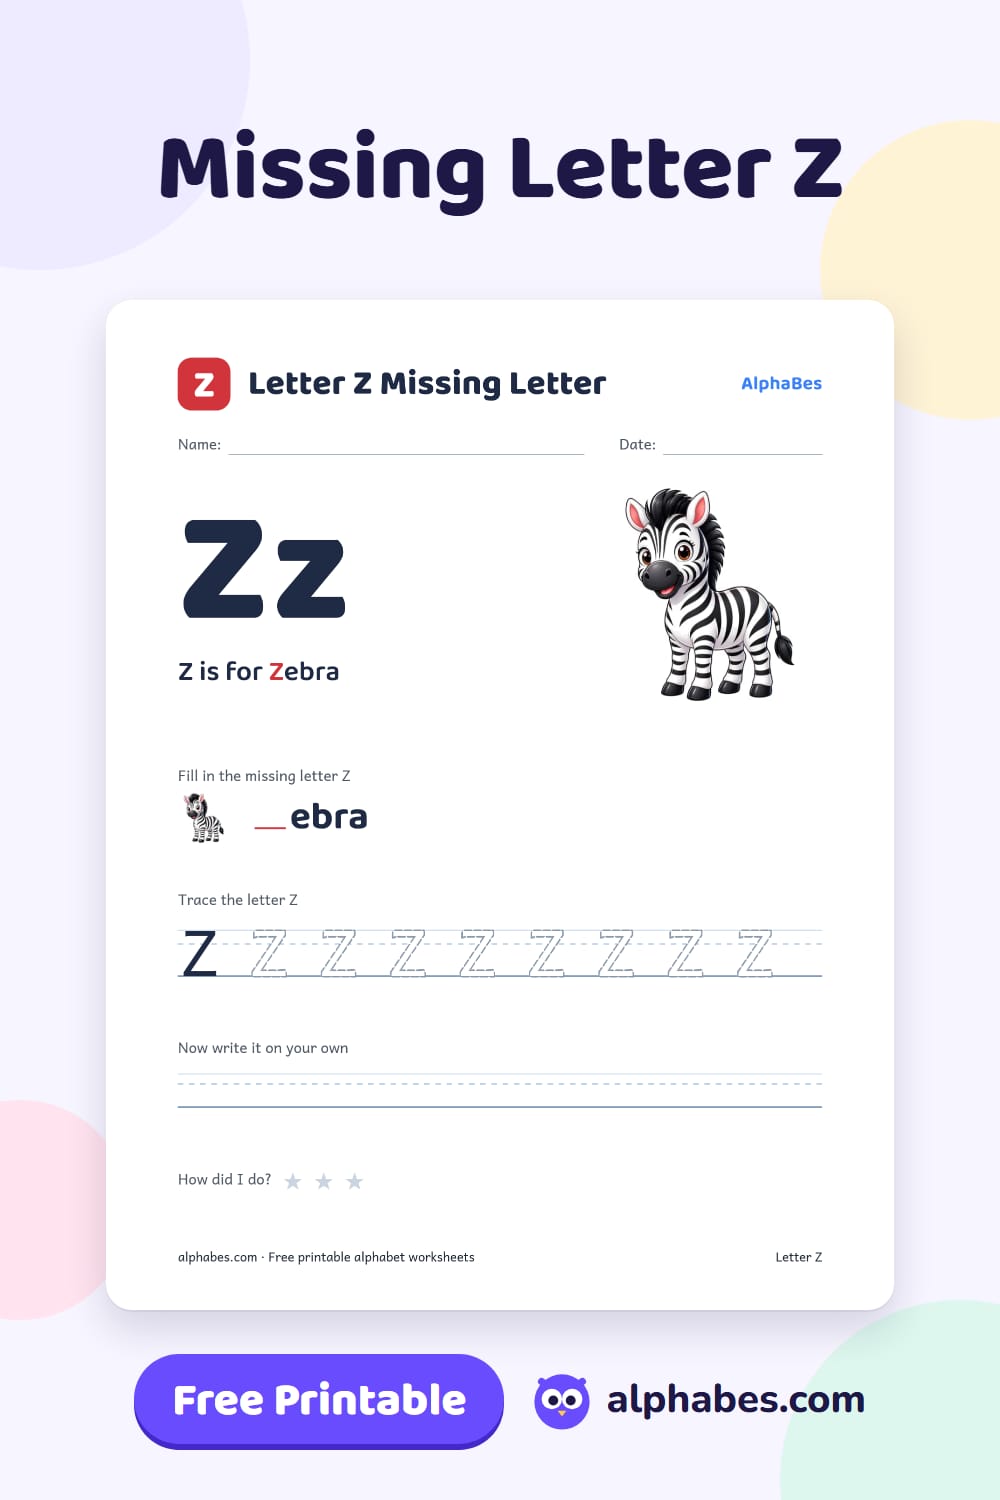 Missing Letter Z
Z Letter Z Missing Letter AlphaBes
Name: Date:
Zz
Z is for Zebra
Fill in the missing letter Z
__ebra
Trace the letter Z
Z Z Z Z Z Z Z Z Z
Now write it on your own
How did I do? ★ ★ ★
alphabes.com · Free printable alphabet worksheets Letter Z
Free Printable alphabes.com